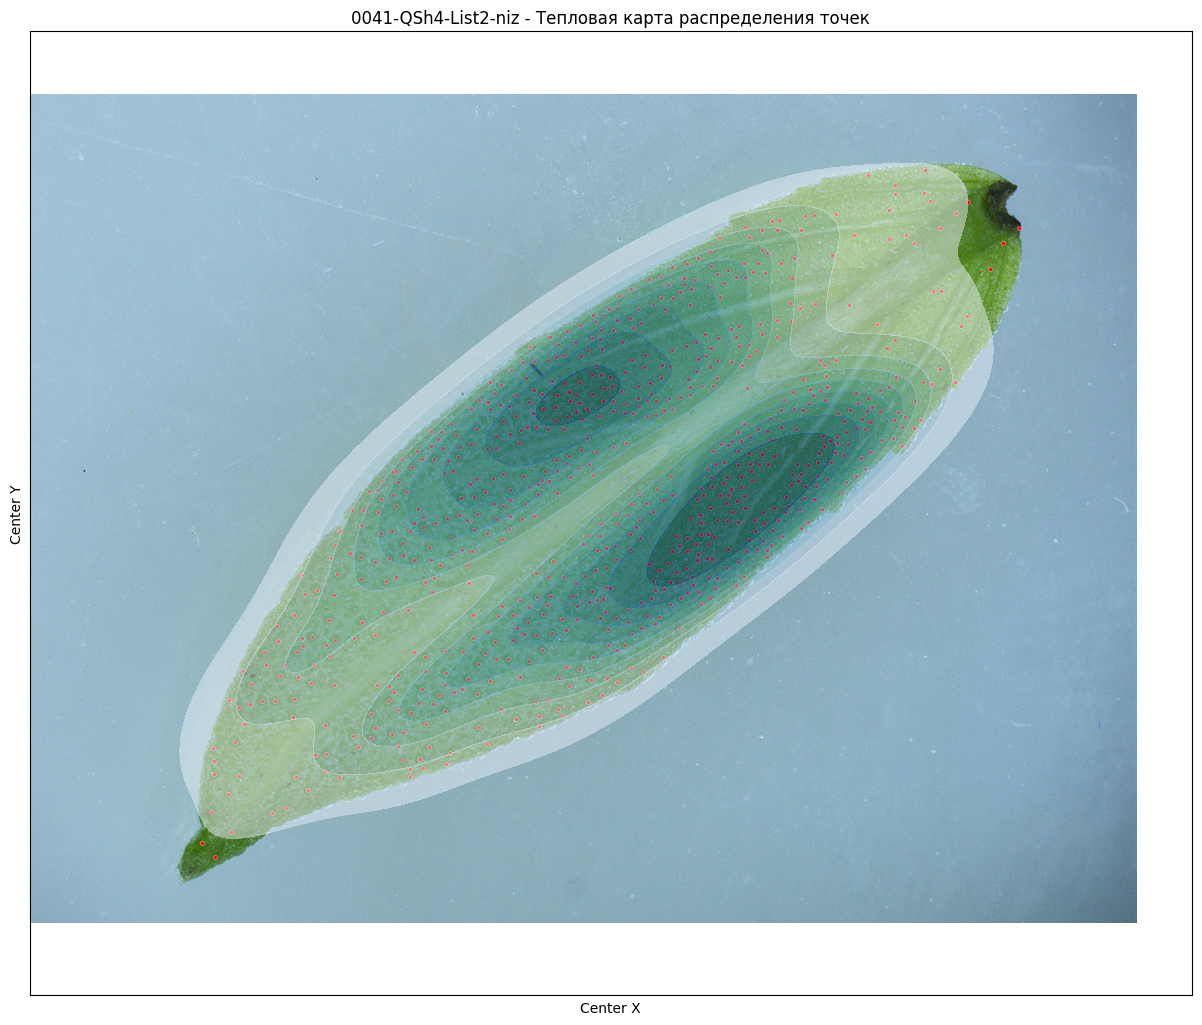 0041-QSh4-List2-niz - Тепловая карта распределения точек
Center Y
Center X